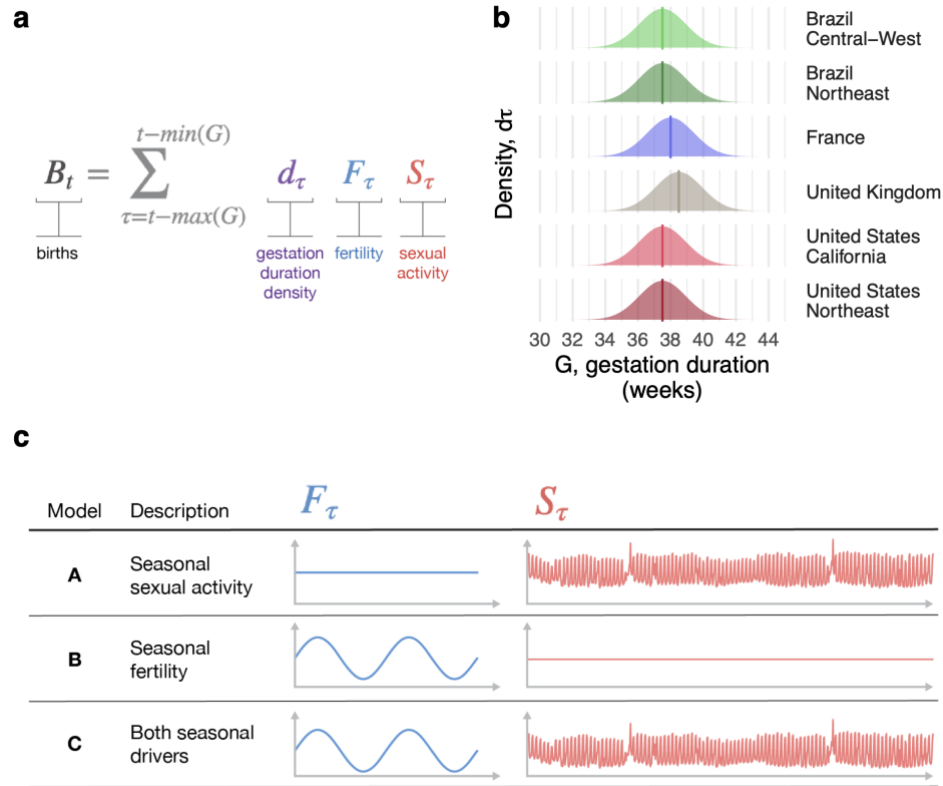 a
t−min(G)
Bₜ = ∑ d_τ F_τ S_τ
τ=t−max(G)
births
gestation duration density
fertility
sexual activity
b
Density, dτ
Brazil
Central−West
Brazil
Northeast
France
United Kingdom
United States
California
United States
Northeast
30 32 34 36 38 40 42 44
G, gestation duration
(weeks)
c
Model Description F_τ S_τ
A Seasonal
sexual activity
B Seasonal
fertility
C Both seasonal
drivers